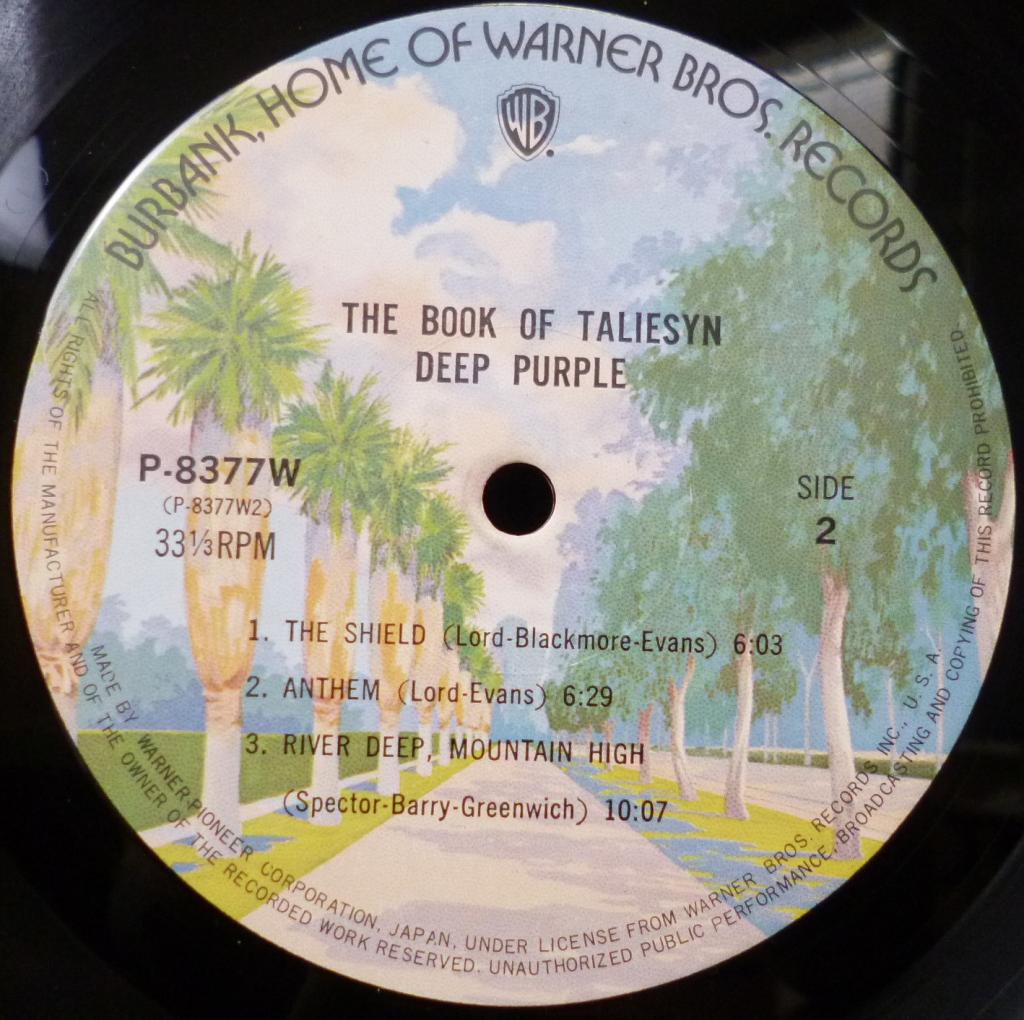 BURBANK, HOME OF WARNER BROS. RECORDS
WB
THE BOOK OF TALIESYN
DEEP PURPLE
P-8377W
(P-8377W2)
33⅓RPM
SIDE
2
1. THE SHIELD (Lord-Blackmore-Evans) 6:03
2. ANTHEM (Lord-Evans) 6:29
3. RIVER DEEP, MOUNTAIN HIGH
(Spector-Barry-Greenwich) 10:07
MADE BY WARNER-PIONEER CORPORATION, JAPAN, UNDER LICENSE FROM WARNER BROS. RECORDS INC., U. S. A.
ALL RIGHTS OF THE MANUFACTURER AND OF THE OWNER OF THE RECORDED WORK RESERVED. UNAUTHORIZED PUBLIC PERFORMANCE. BROADCASTING AND COPYING OF THIS RECORD PROHIBITED